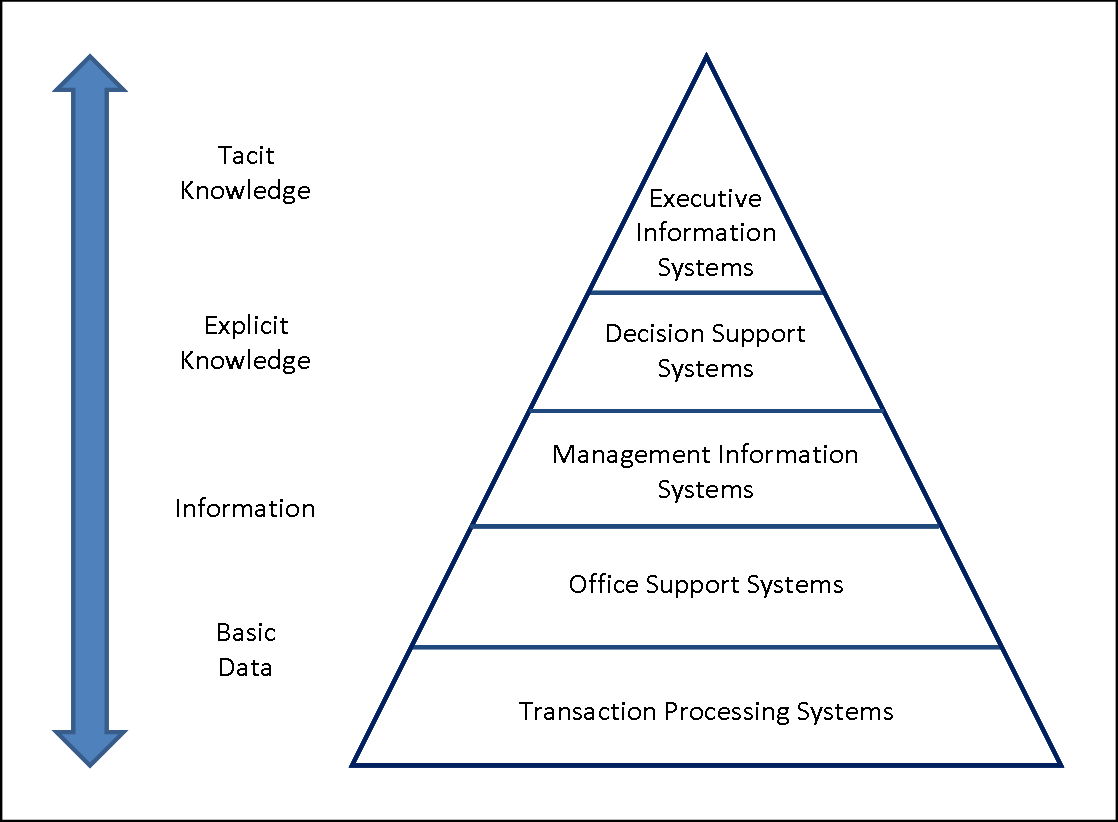 Tacit
Knowledge
Explicit
Knowledge
Information
Basic
Data
Executive
Information
Systems
Decision Support
Systems
Management Information
Systems
Office Support Systems
Transaction Processing Systems